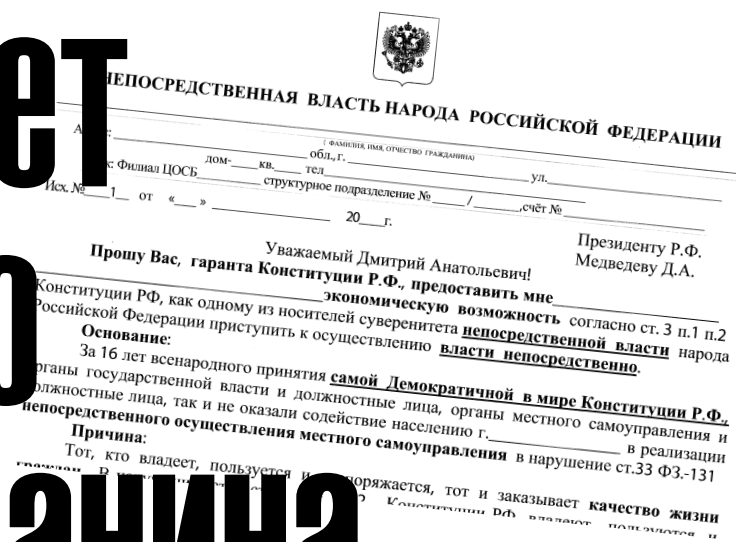 ет
о
анина
НЕПОСРЕДСТВЕННАЯ ВЛАСТЬ НАРОДА РОССИЙСКОЙ ФЕДЕРАЦИИ
( ФАМИЛИЯ, ИМЯ, ОТЧЕСТВО ГРАЖДАНИНА)
обл., г. ул.
дом- кв. тел
Филиал ЦОСБ структурное подразделение № / ,счёт №
Исх. № 1 от « » 20 г.
Президенту Р.Ф.
Медведеву Д.А.
Уважаемый Дмитрий Анатольевич!
Прошу Вас, гаранта Конституции Р.Ф., предоставить мне
экономическую возможность согласно ст. 3 п.1 п.2
Конституции РФ, как одному из носителей суверенитета непосредственной власти народа
Российской Федерации приступить к осуществлению власти непосредственно.
Основание:
За 16 лет всенародного принятия самой Демократичной в мире Конституции Р.Ф.,
органы государственной власти и должностные лица, органы местного самоуправления и
должностные лица, так и не оказали содействие населению г. в реализации
непосредственного осуществления местного самоуправления в нарушение ст.33 ФЗ.-131
Причина:
Тот, кто владеет, пользуется и распоряжается, тот и заказывает качество жизни
граждан. В Конституции РФ владеют, пользуются и